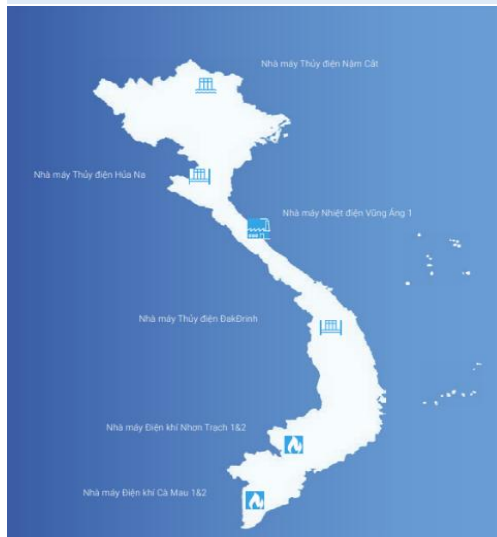 Nhà máy Thủy điện Nậm Cắt
Nhà máy Thủy điện Hủa Na
Nhà máy Nhiệt điện Vũng Áng 1
Nhà máy Thủy điện ĐakĐrinh
Nhà máy Điện khí Nhơn Trạch 1&2
Nhà máy Điện khí Cà Mau 1&2